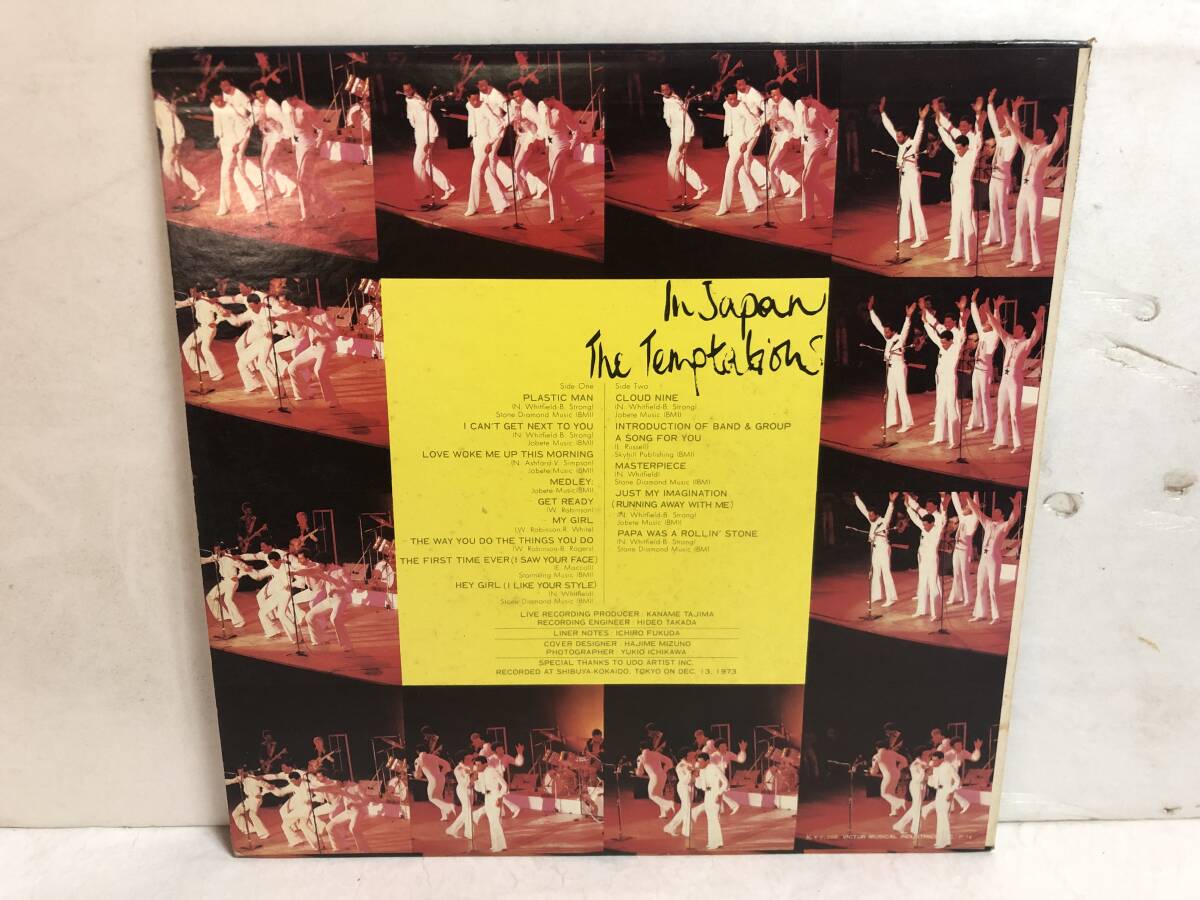 In Japan
The Temptations
Side One
PLASTIC MAN
(N. Whitfield-B. Strong)
Stone Diamond Music (BMI)
I CAN'T GET NEXT TO YOU
(N. Whitfield-B. Strong)
Jobete Music (BMI)
LOVE WOKE ME UP THIS MORNING
(N. Ashford-V. Simpson)
Jobete Music (BMI)
MEDLEY:
Jobete Music (BMI)
GET READY
(W. Robinson)
MY GIRL
(W. Robinson-R. White)
THE WAY YOU DO THE THINGS YOU DO
(W. Robinson-B. Rogers)
THE FIRST TIME EVER (I SAW YOUR FACE)
(E. Maccoll)
Stormking Music (BMI)
HEY GIRL (I LIKE YOUR STYLE)
(N. Whitfield)
Stone Diamond Music (BMI)
Side Two
CLOUD NINE
(N. Whitfield-B. Strong)
Jobete Music (BMI)
INTRODUCTION OF BAND & GROUP
A SONG FOR YOU
(L. Russell)
Skyhill Publishing (BMI)
MASTERPIECE
(N. Whitfield)
Stone Diamond Music (BMI)
JUST MY IMAGINATION
(RUNNING AWAY WITH ME)
(N. Whitfield-B. Strong)
Jobete Music (BMI)
PAPA WAS A ROLLIN' STONE
(N. Whitfield-B. Strong)
Stone Diamond Music (BMI)
LIVE RECORDING PRODUCER : KANAME TAJIMA
RECORDING ENGINEER : HIDEO TAKADA
LINER NOTES : ICHIRO FUKUDA
COVER DESIGNER : HAJIME MIZUNO
PHOTOGRAPHER : YUKIO ICHIKAWA
SPECIAL THANKS TO UDO ARTIST INC.
RECORDED AT SHIBUYA-KOKAIDO, TOKYO ON DEC. 13, 1973
VICTOR MUSICAL INDUSTRIES